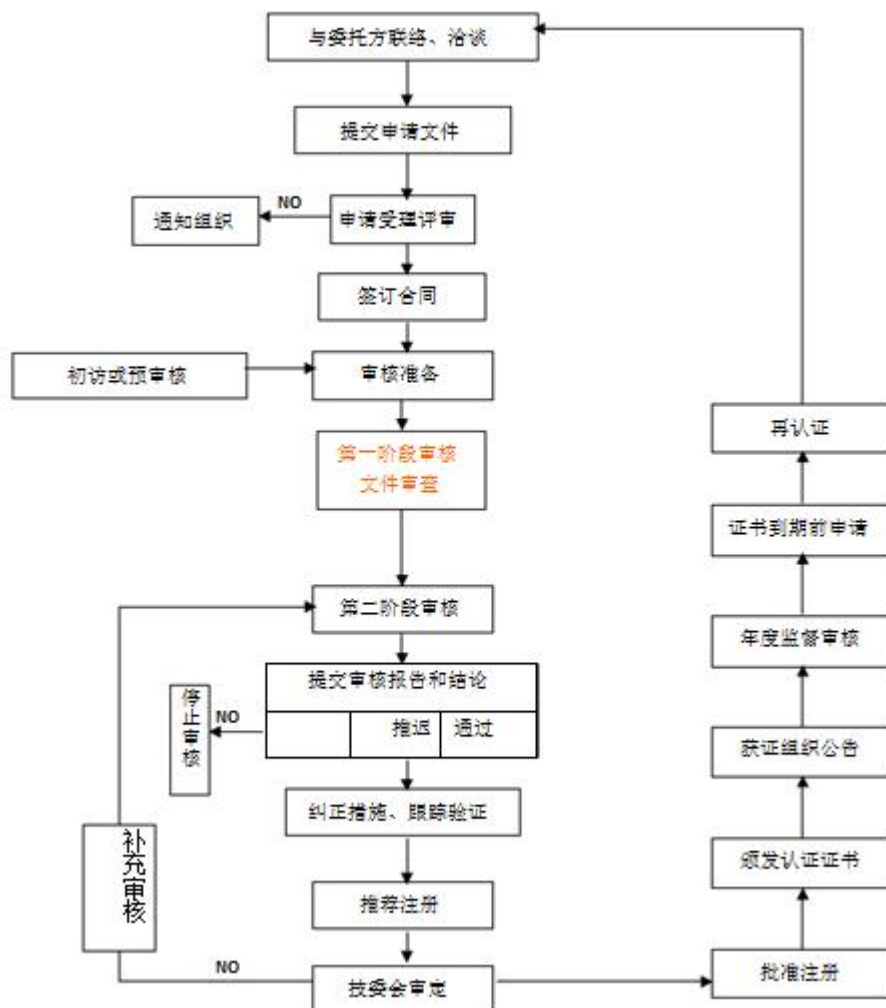 与委托方联络、洽谈
提交申请文件
NO
通知组织
申请受理评审
签订合同
初访或预审核
审核准备
第一阶段审核
文件审查
第二阶段审核
提交审核报告和结论
推迟
通过
停止审核
NO
纠正措施、跟踪验证
补充审核
推荐注册
NO
技委会审定
批准注册
颁发认证证书
获证组织公告
年度监督审核
证书到期前申请
再认证